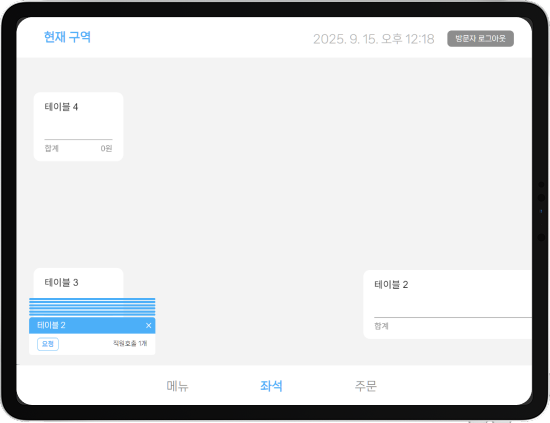 현재 구역
2025. 9. 15. 오후 12:18
방문자 로그아웃
테이블 4
합계 0원
테이블 3
테이블 2
요청 직원호출 1개
테이블 2
합계
메뉴 좌석 주문